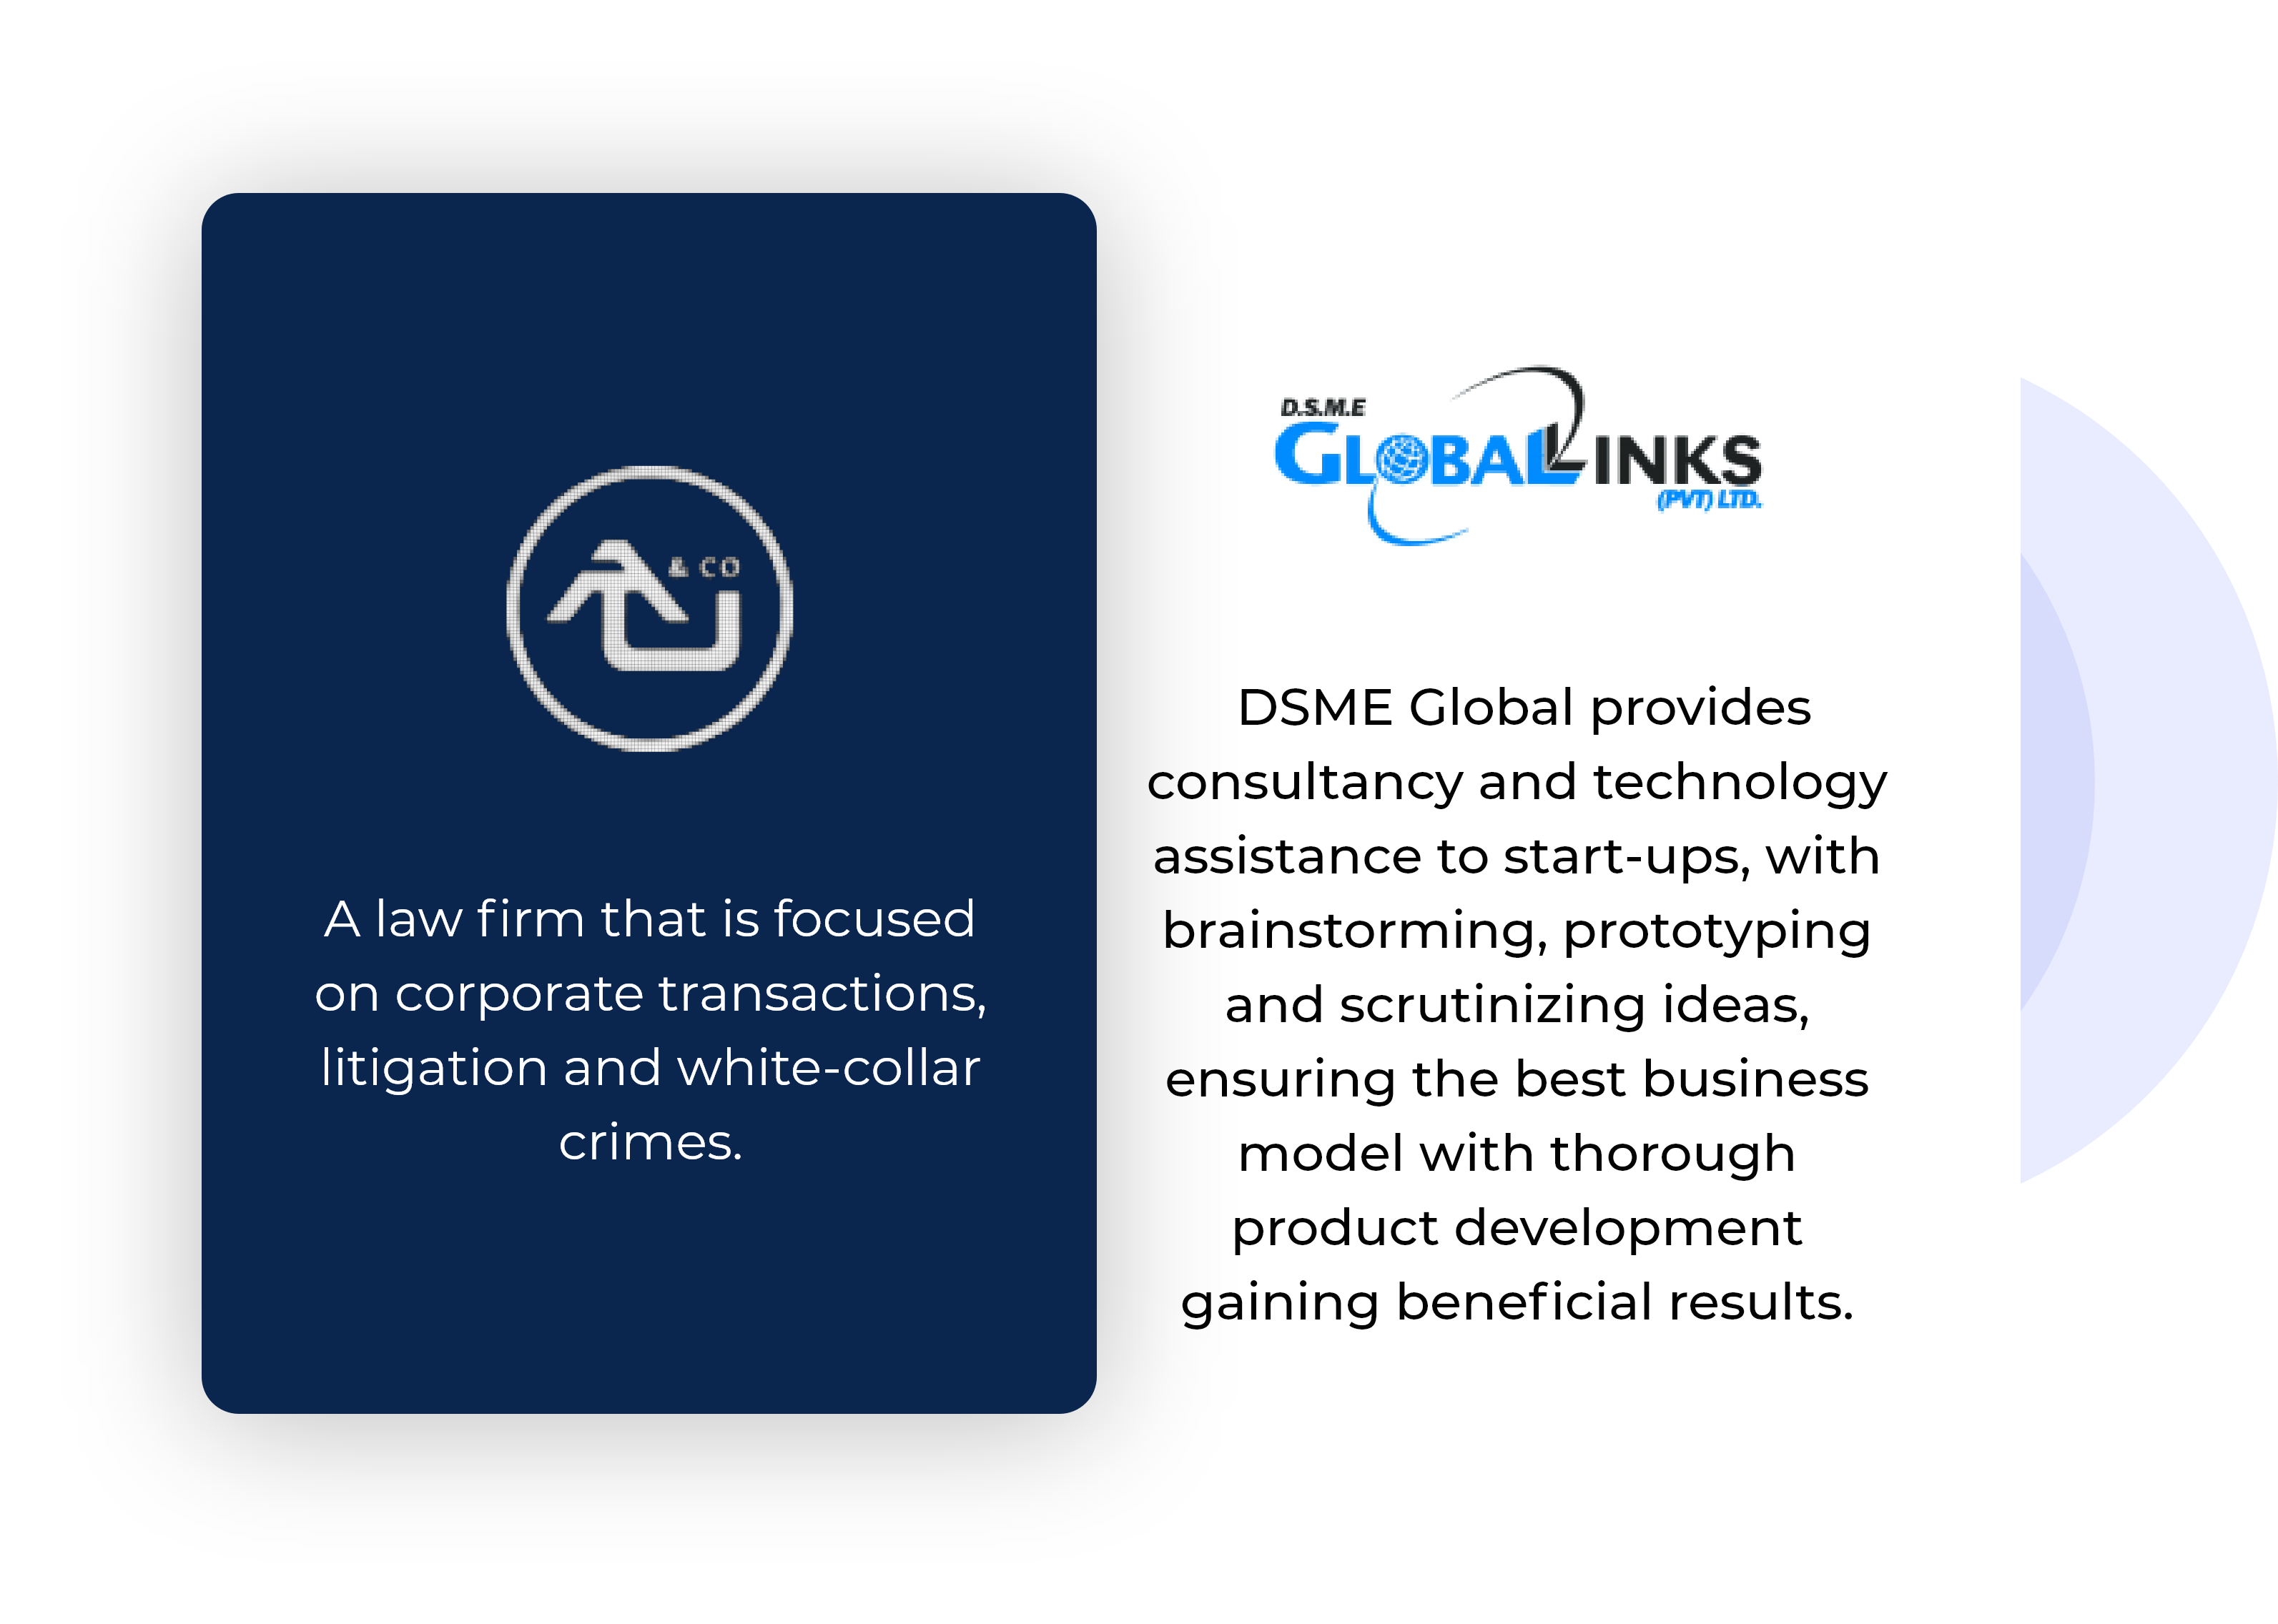 & CO
A law firm that is focused
on corporate transactions,
litigation and white-collar
crimes.
D.S.M.E
GLOBAL LINKS
(PVT) LTD.
DSME Global provides
consultancy and technology
assistance to start-ups, with
brainstorming, prototyping
and scrutinizing ideas,
ensuring the best business
model with thorough
product development
gaining beneficial results.